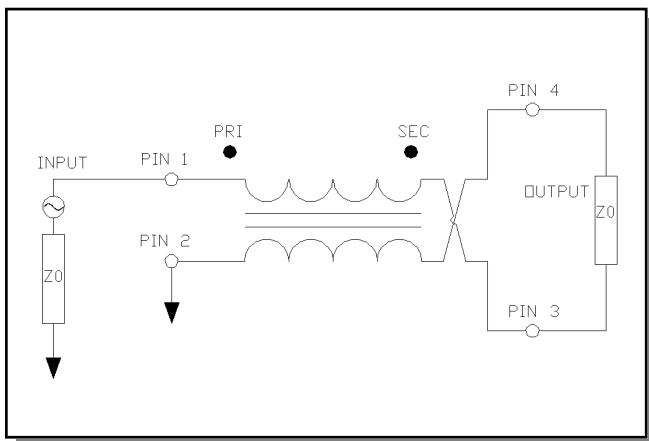 PIN 4
PRI
SEC
INPUT
PIN 1
OUTPUT
Z0
PIN 2
Z0
PIN 3